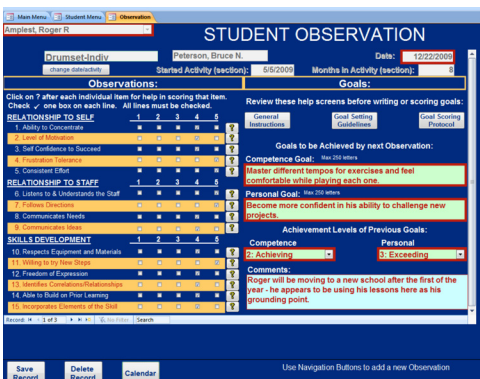 Main Menu Student Menu Observation
Amplest, Roger R
STUDENT OBSERVATION
Drumset-Indiv Peterson, Bruce N. Date: 12/22/2009
change date/activity Started Activity (section): 5/5/2009 Months in Activity (section): 8
Observations: Goals:
Click on ? after each individual item for help in scoring that item.
Check ✓ one box on each line. All lines must be checked.
Review these help screens before writing or scoring goals:
RELATIONSHIP TO SELF 1 2 3 4 5
General Instructions
Goal Setting Guidelines
Goal Scoring Protocol
1. Ability to Concentrate ?
2. Level of Motivation ?
3. Self Confidence to Succeed ?
4. Frustration Tolerance ?
5. Consistent Effort ?
Goals to be Achieved by next Observation:
Competence Goal: Max 250 letters
Master different tempos for exercises and feel
comfortable while playing each one.
RELATIONSHIP TO STAFF 1 2 3 4 5
6. Listens to & Understands the Staff ?
7. Follows Directions ?
8. Communicates Needs ?
9. Communicates Ideas ?
Personal Goal: Max 250 letters
Become more confident in his ability to challenge new
projects.
Achievement Levels of Previous Goals:
SKILLS DEVELOPMENT 1 2 3 4 5
Competence Personal
2: Achieving 3: Exceeding
10. Respects Equipment and Materials ?
11. Willing to try New Steps ?
12. Freedom of Expression ?
13. Identifies Correlations/Relationships ?
14. Able to Build on Prior Learning ?
15. Incorporates Elements of the Skill ?
Comments:
Roger will be moving to a new school after the first of the
year - he appears to be using his lessons here as his
grounding point.
Record: 1 of 3 No Filter Search
Save Record
Delete Record
Calendar
Use Navigation Buttons to add a new Observation